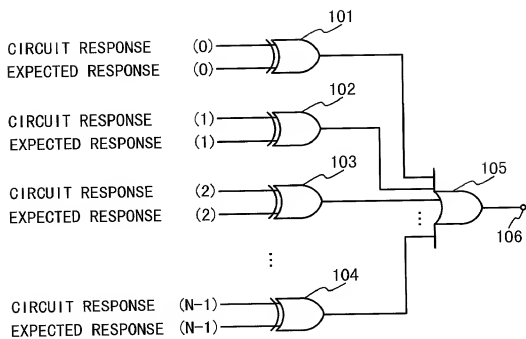 101
CIRCUIT RESPONSE (0)
EXPECTED RESPONSE (0)
102
CIRCUIT RESPONSE (1)
EXPECTED RESPONSE (1)
103
105
CIRCUIT RESPONSE (2)
EXPECTED RESPONSE (2)
106
104
CIRCUIT RESPONSE (N-1)
EXPECTED RESPONSE (N-1)